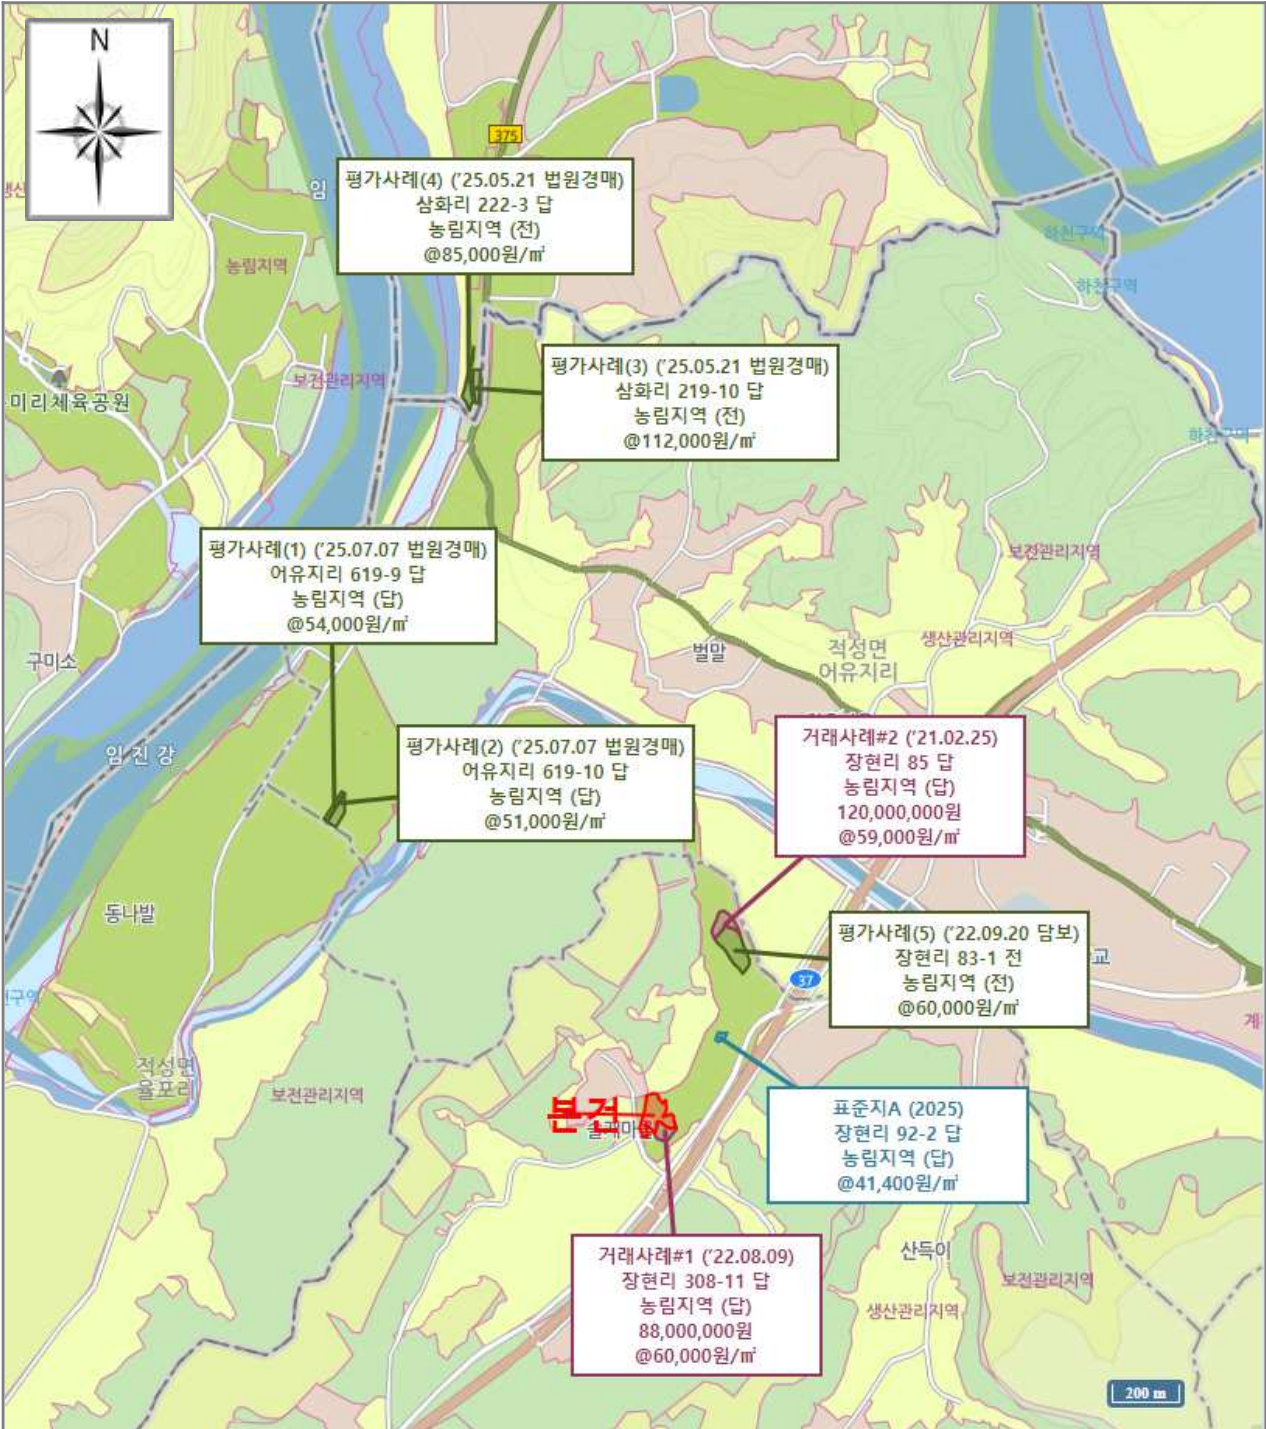 N
375
임
평가사례(4) ('25.05.21 법원경매)
삼화리 222-3 답
농림지역 (전)
@85,000원/㎡
하천구역
농림지역
하천구역
평가사례(3) ('25.05.21 법원경매)
삼화리 219-10 답
농림지역 (전)
@112,000원/㎡
보전관리지역
미리체육공원
하천구역
평가사례(1) ('25.07.07 법원경매)
어유지리 619-9 답
농림지역 (답)
@54,000원/㎡
보전관리지역
구미소
벌말
적성면
어유지리
생산관리지역
임진강
평가사례(2) ('25.07.07 법원경매)
어유지리 619-10 답
농림지역 (답)
@51,000원/㎡
거래사례#2 ('21.02.25)
장현리 85 답
농림지역 (답)
120,000,000원
@59,000원/㎡
동나발
평가사례(5) ('22.09.20 담보)
장현리 83-1 전
농림지역 (전)
@60,000원/㎡
교
37
구역
계
적성면
율포리
보전관리지역
본건
표준지A (2025)
장현리 92-2 답
농림지역 (답)
@41,400원/㎡
거래사례#1 ('22.08.09)
장현리 308-11 답
농림지역 (답)
88,000,000원
@60,000원/㎡
산득이
보전관리지역
생산관리지역
200 m